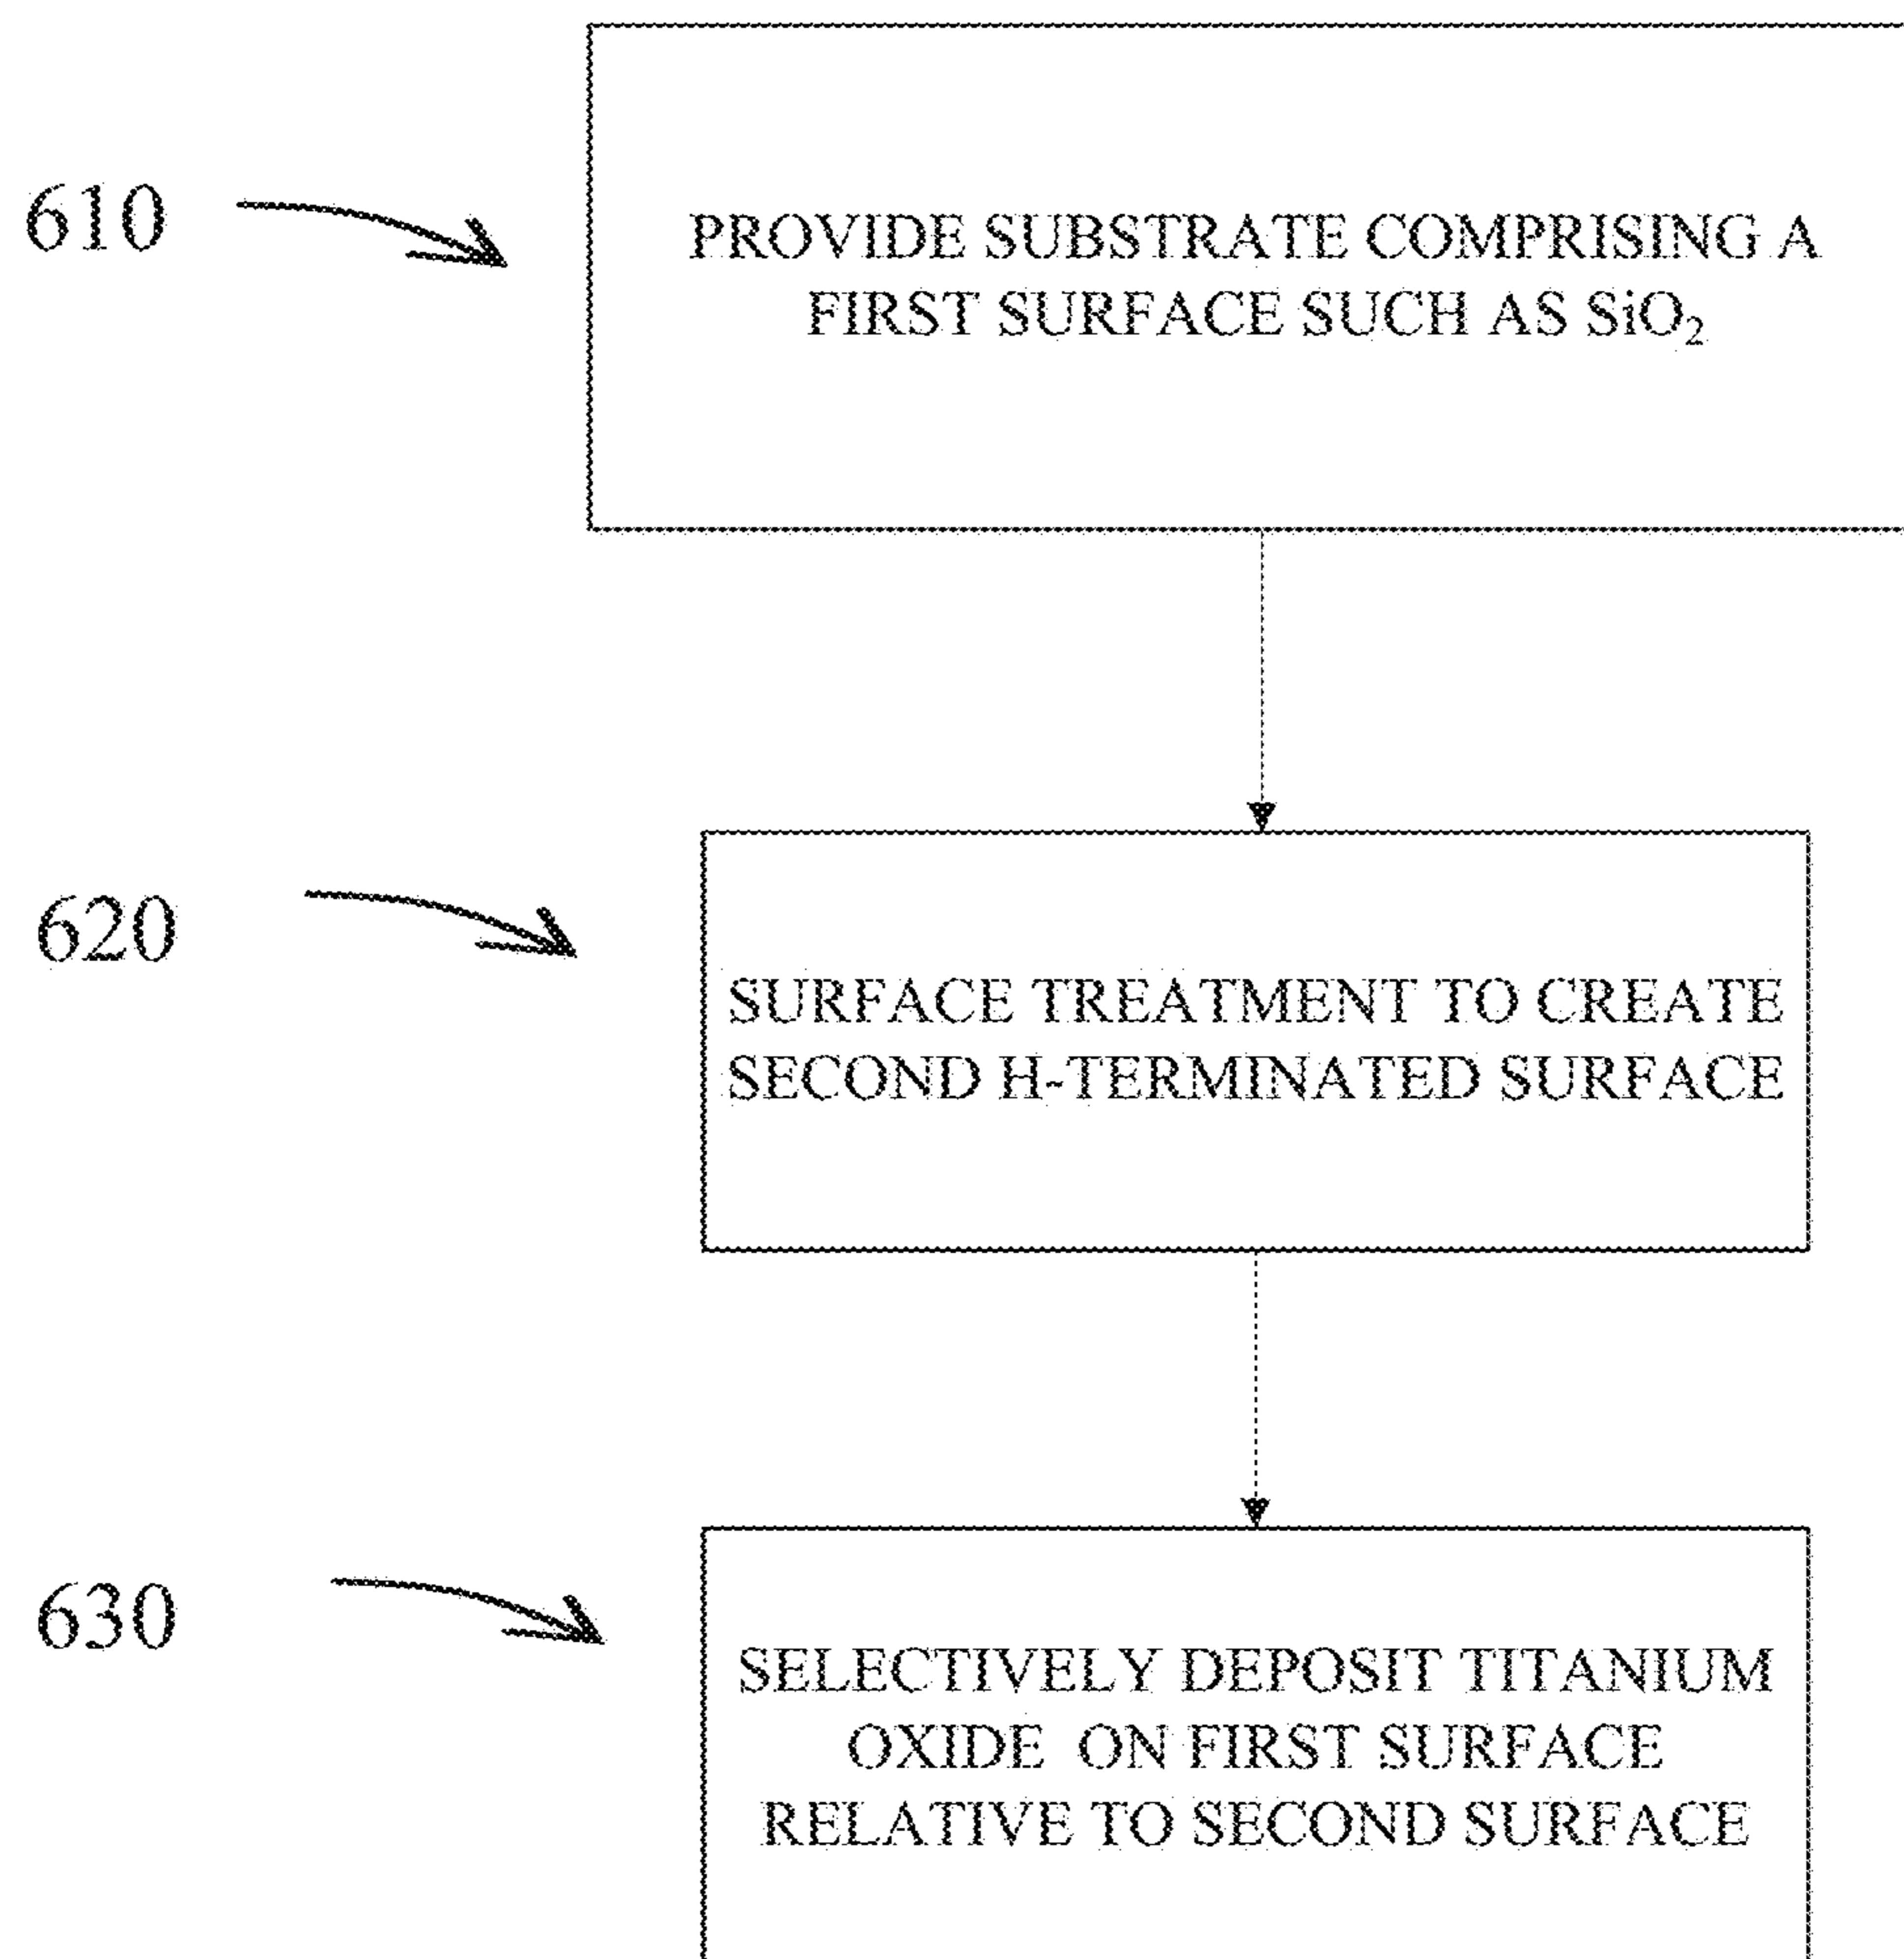 610
PROVIDE SUBSTRATE COMPRISING A
FIRST SURFACE SUCH AS SiO₂
620
SURFACE TREATMENT TO CREATE
SECOND H-TERMINATED SURFACE
630
SELECTIVELY DEPOSIT TITANIUM
OXIDE ON FIRST SURFACE
RELATIVE TO SECOND SURFACE